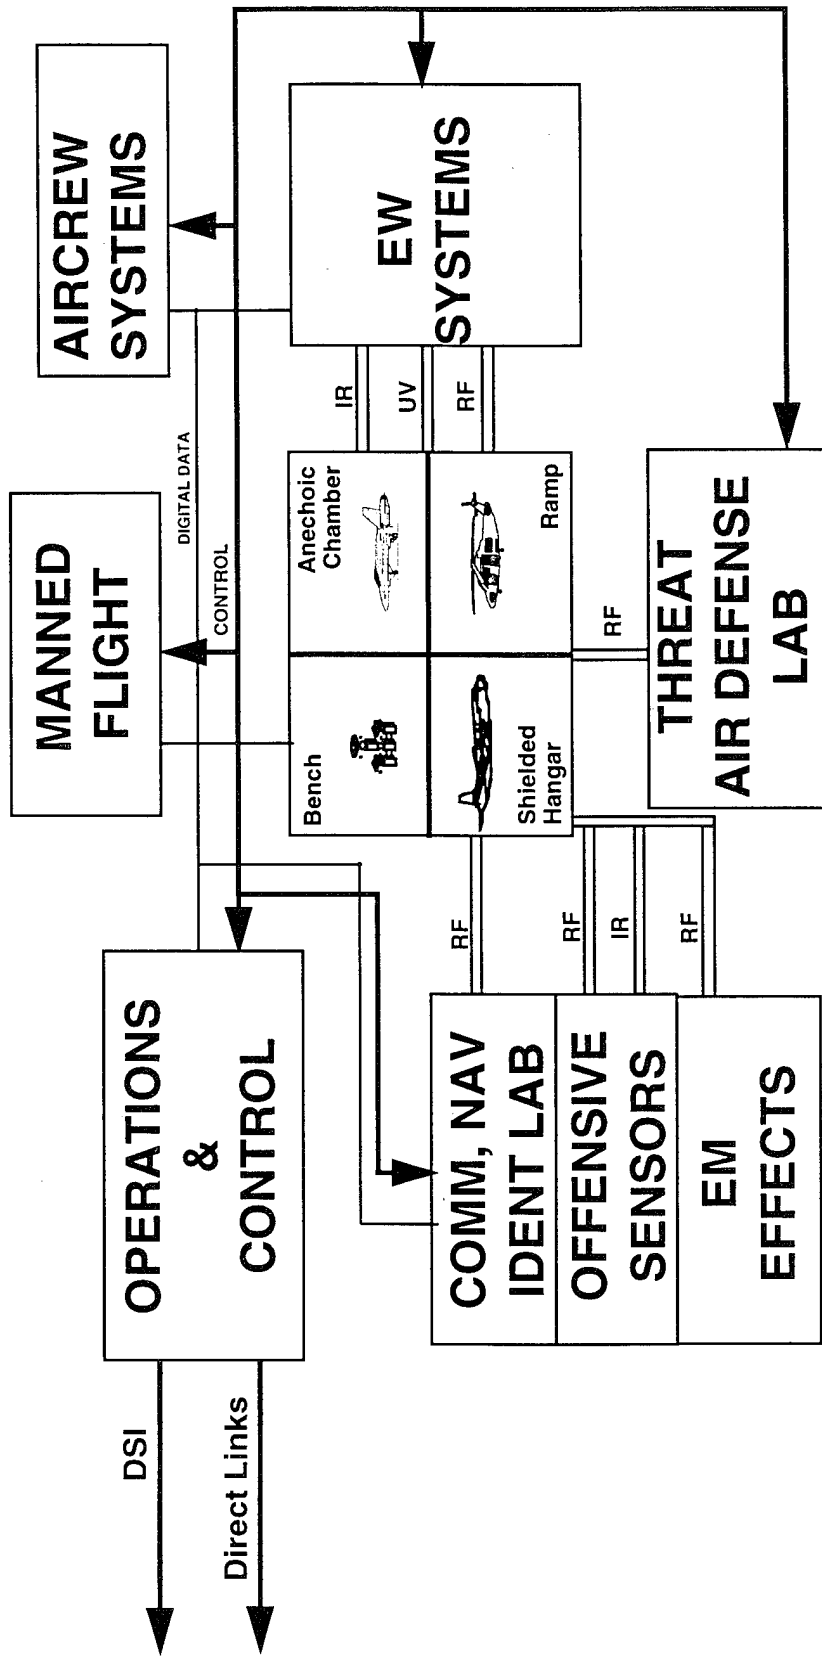 DSI
Direct Links
OPERATIONS
&
CONTROL
MANNED
FLIGHT
AIRCREW
SYSTEMS
DIGITAL DATA
CONTROL
COMM, NAV
IDENT LAB
OFFENSIVE
SENSORS
EM
EFFECTS
RF
RF
IR
RF
Bench
Anechoic
Chamber
Shielded
Hangar
Ramp
IR
UV
RF
EW
SYSTEMS
RF
THREAT
AIR DEFENSE
LAB